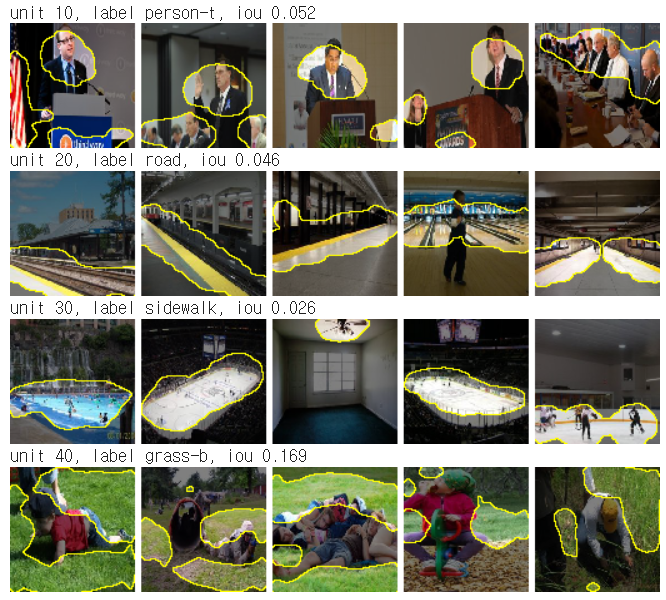 unit 10, label person-t, iou 0.052
unit 20, label road, iou 0.046
unit 30, label sidewalk, iou 0.026
unit 40, label grass-b, iou 0.169